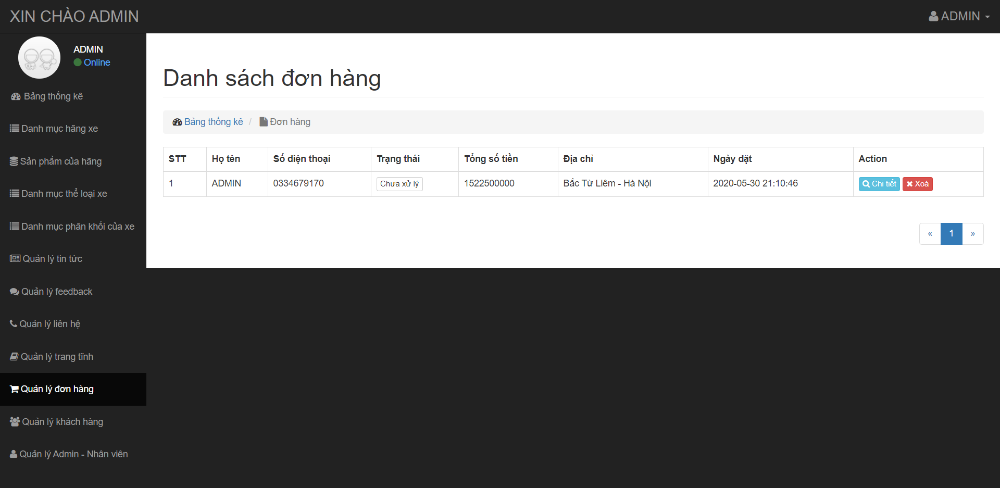 XIN CHÀO ADMIN
ADMIN
ADMIN
Online
Bảng thống kê
Danh mục hãng xe
Sản phẩm của hãng
Danh mục thể loại xe
Danh mục phân khối của xe
Quản lý tin tức
Quản lý feedback
Quản lý liên hệ
Quản lý trang tĩnh
Quản lý đơn hàng
Quản lý khách hàng
Quản lý Admin - Nhân viên
Danh sách đơn hàng
Bảng thống kê / Đơn hàng
STT Họ tên Số điện thoại Trạng thái Tổng số tiền Địa chỉ Ngày đặt Action
1 ADMIN 0334679170 Chưa xử lý 1522500000 Bắc Từ Liêm - Hà Nội 2020-05-30 21:10:46 Chi tiết Xoá
« 1 »